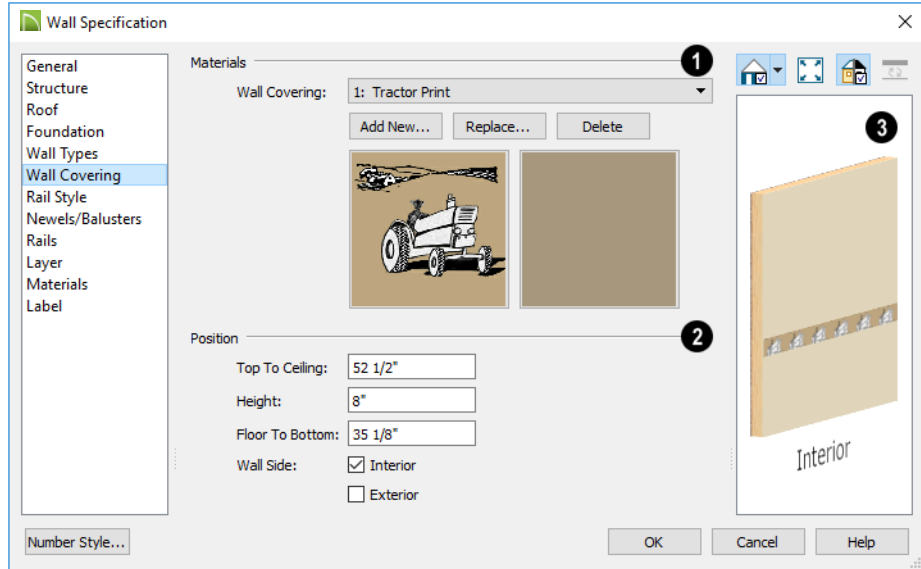 Wall Specification
General
Structure
Roof
Foundation
Wall Types
Wall Covering
Rail Style
Newels/Balusters
Rails
Layer
Materials
Label
Materials
1
Wall Covering: 1: Tractor Print
Add New... Replace... Delete
Position
2
Top To Ceiling: 52 1/2"
Height: 8"
Floor To Bottom: 35 1/8"
Wall Side: Interior
Exterior
3
Interior
Number Style... OK Cancel Help